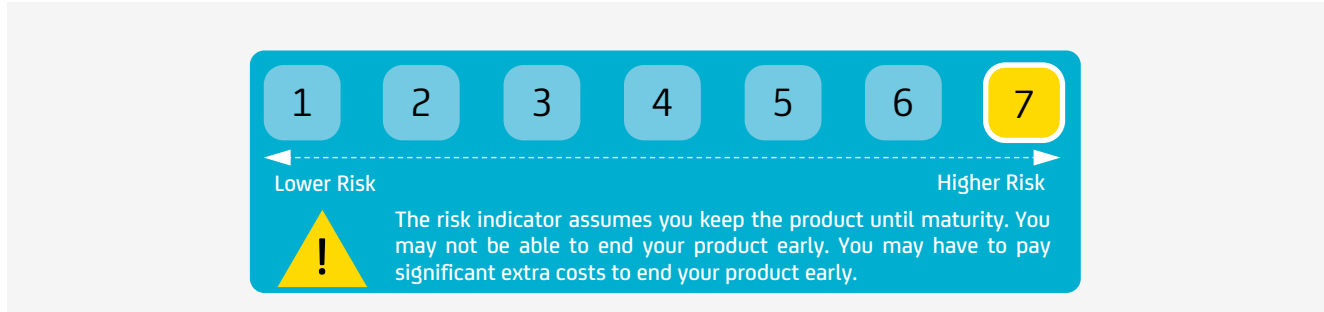 1 2 3 4 5 6 7
Lower Risk Higher Risk
The risk indicator assumes you keep the product until maturity. You
may not be able to end your product early. You may have to pay
! significant extra costs to end your product early.